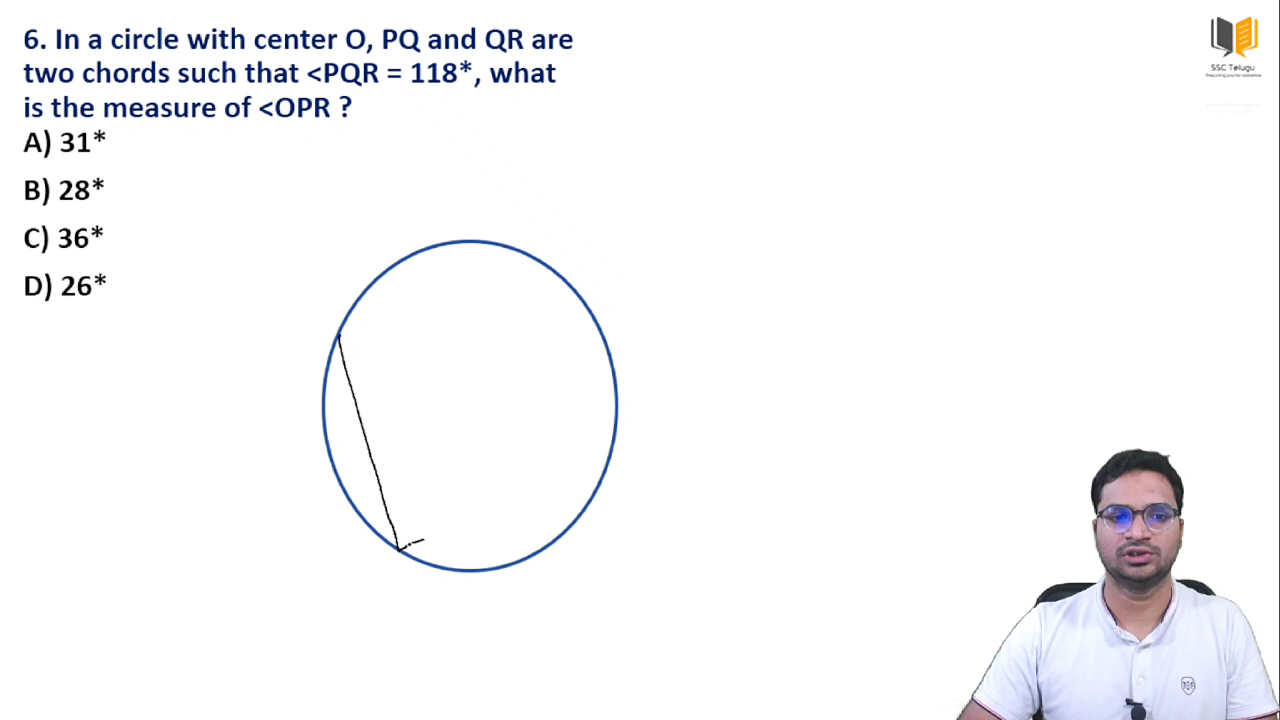 6. In a circle with center O, PQ and QR are
two chords such that <PQR = 118*, what
is the measure of <OPR ?
A) 31*
B) 28*
C) 36*
D) 26*
SSC Telugu